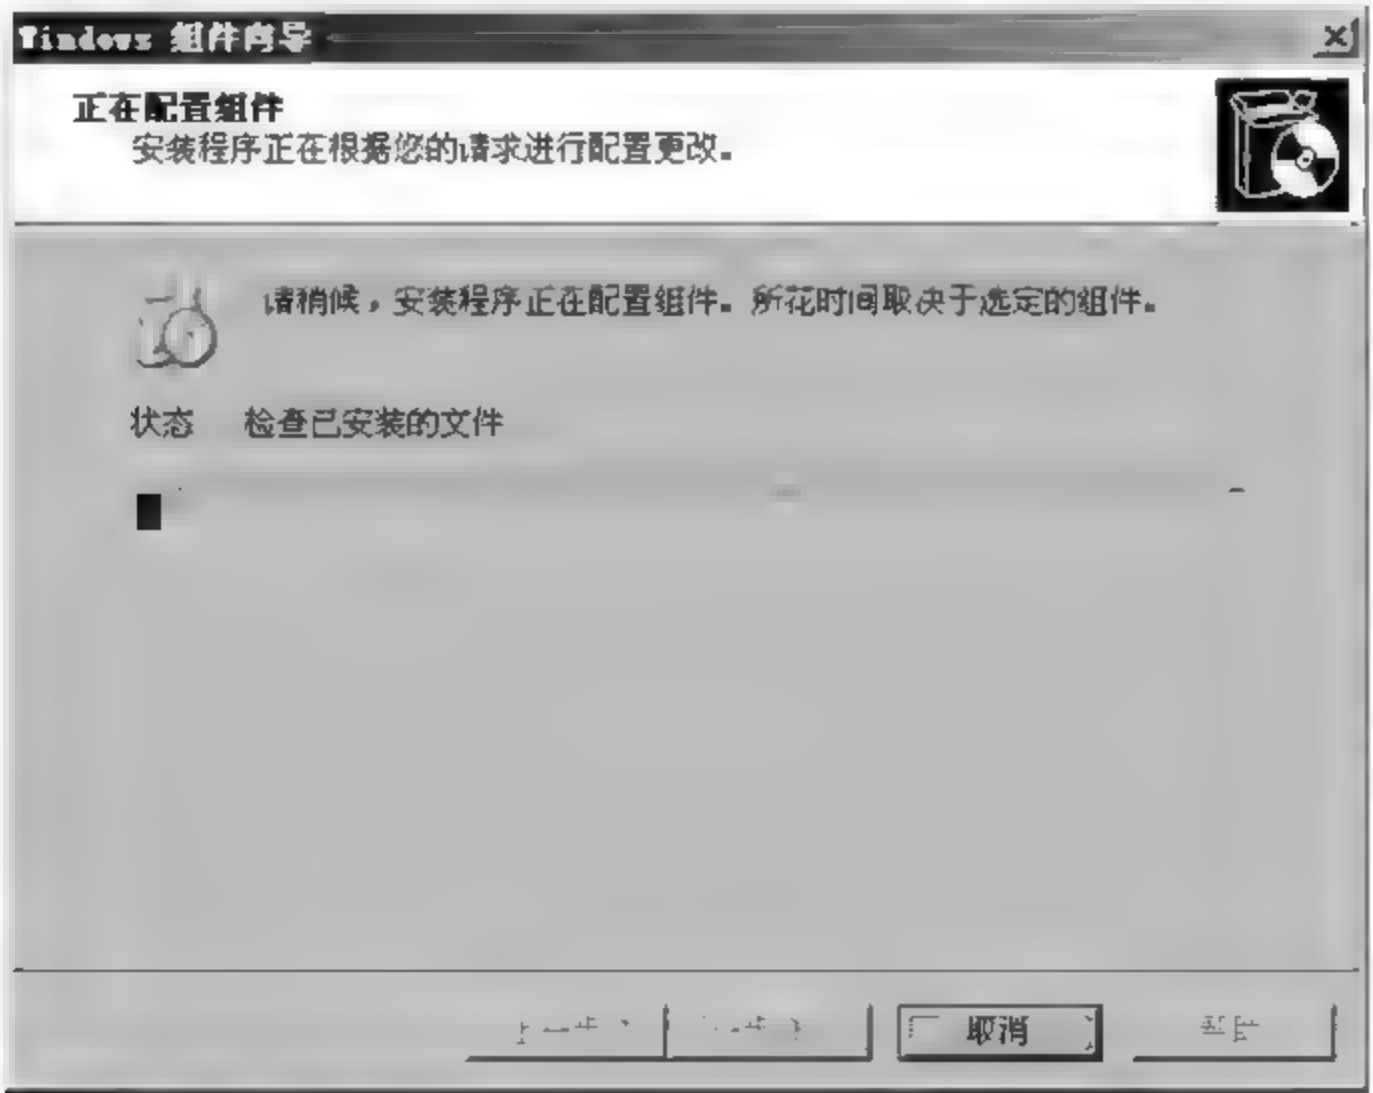 Windows 组件向导
正在配置组件
安装程序正在根据您的请求进行配置更改。
请稍候，安装程序正在配置组件。所花时间取决于选定的组件。
状态 检查已安装的文件
取消